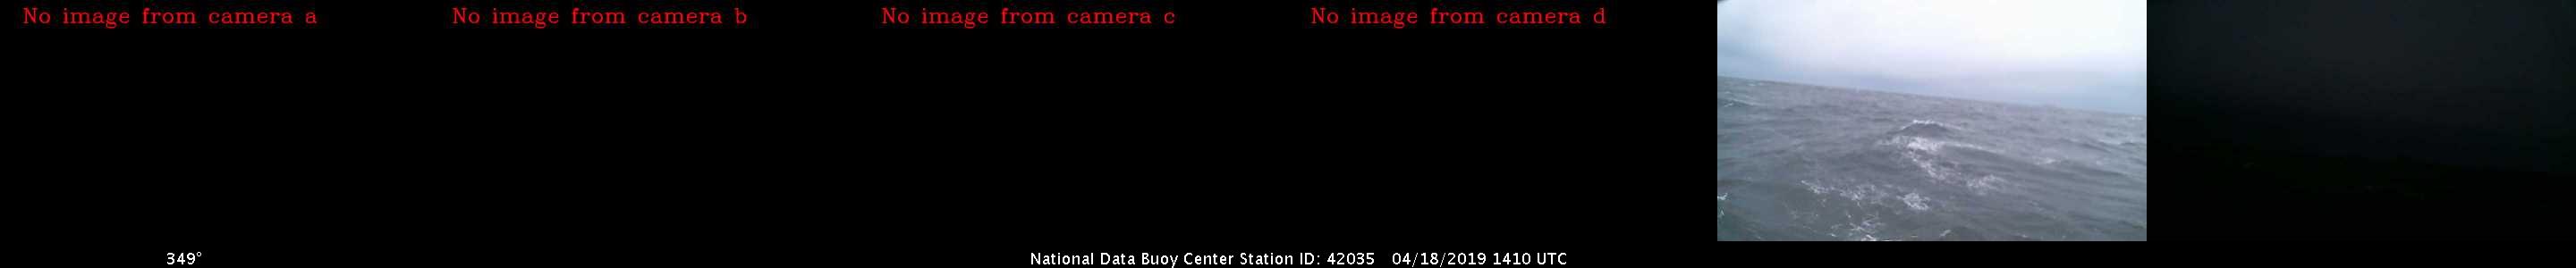 No image from camera a
No image from camera b
No image from camera c
No image from camera d
349°
National Data Buoy Center Station ID: 42035 04/18/2019 1410 UTC